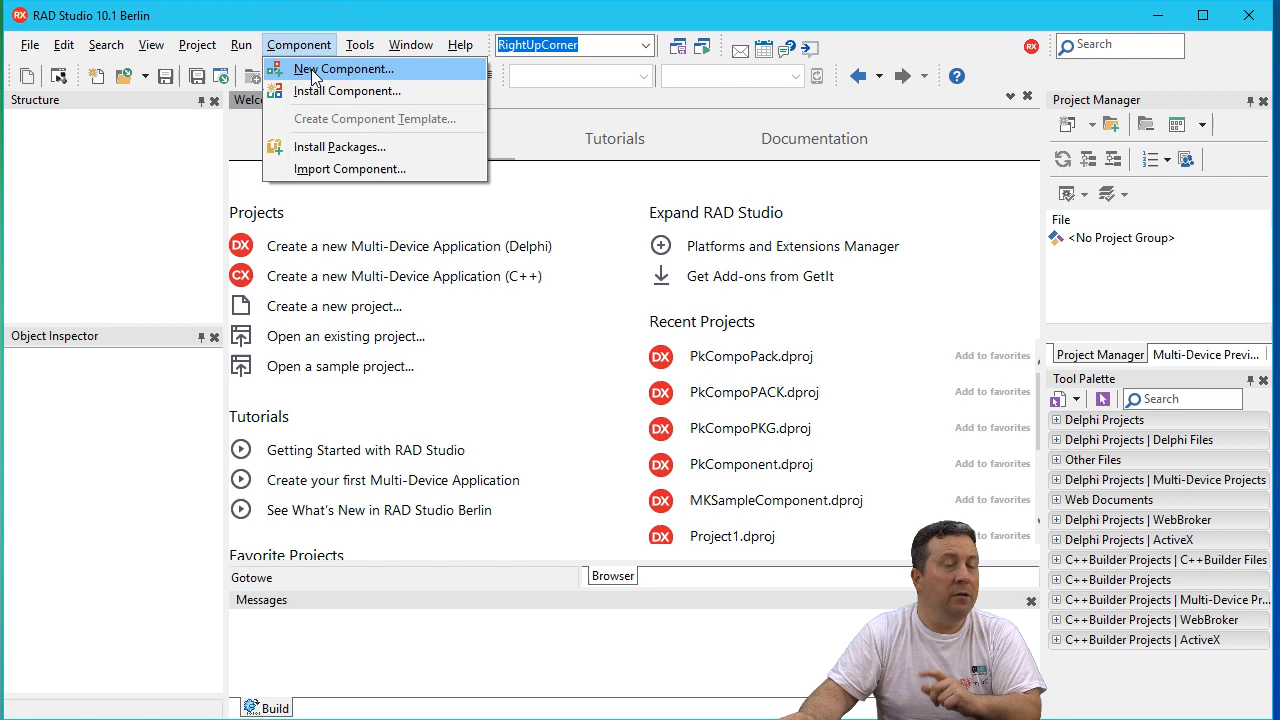 RAD Studio 10.1 Berlin
File Edit Search View Project Run Component Tools Window Help
RightUpCorner
Search
New Component...
Install Component...
Create Component Template...
Install Packages...
Import Component...
Structure
Object Inspector
Welc
Tutorials
Documentation
Projects
Create a new Multi-Device Application (Delphi)
Create a new Multi-Device Application (C++)
Create a new project...
Open an existing project...
Open a sample project...
Tutorials
Getting Started with RAD Studio
Create your first Multi-Device Application
See What's New in RAD Studio Berlin
Favorite Projects
Expand RAD Studio
Platforms and Extensions Manager
Get Add-ons from GetIt
Recent Projects
PkCompoPack.dproj Add to favorites
PkCompoPACK.dproj Add to favorites
PkCompoPKG.dproj Add to favorites
PkComponent.dproj Add to favorites
MKSampleComponent.dproj Add to favorites
Project1.dproj to favorites
Gotowe
Browser
Messages
Build
Project Manager
File
<No Project Group>
Project Manager
Multi-Device Previ...
Tool Palette
Search
Delphi Projects
Delphi Projects | Delphi Files
Other Files
Delphi Projects | Multi-Device Projects
Web Documents
Delphi Projects | WebBroker
Delphi Projects | ActiveX
C++Builder Projects | C++Builder Files
C++Builder Projects
C++Builder Projects | Multi-Device Pr...
C++Builder Projects | WebBroker
C++Builder Projects | ActiveX